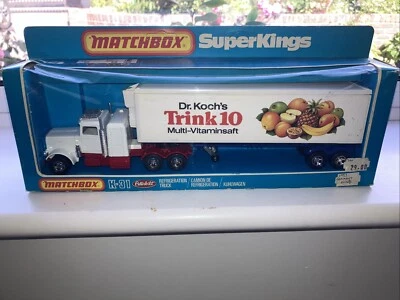 MATCHBOX SuperKings
Dr. Koch's
Trink 10
Multi-Vitaminsaft
MATCHBOX K-31
REFRIGERATION
TRUCK
CAMION DE
REFRIGERATION
KÜHLWAGEN